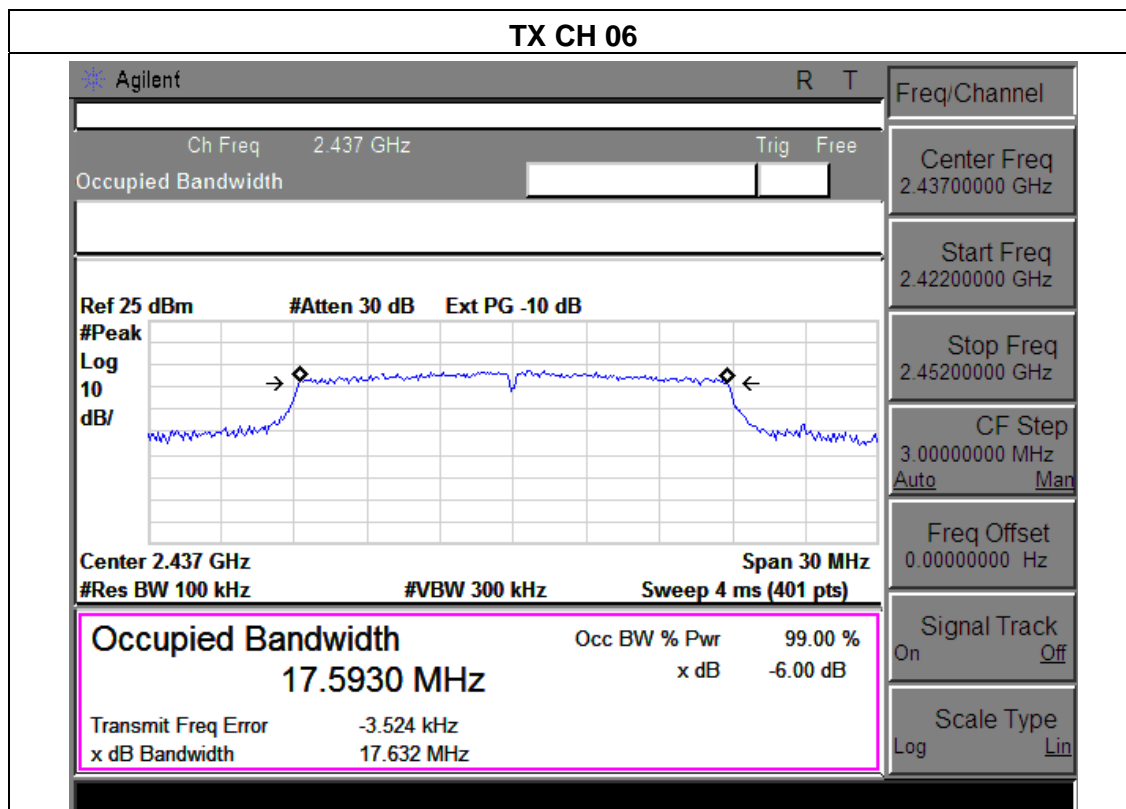 TX CH 06
Agilent R T
Freq/Channel
Ch Freq 2.437 GHz Trig Free
Occupied Bandwidth
Center Freq
2.43700000 GHz
Start Freq
2.42200000 GHz
Stop Freq
2.45200000 GHz
CF Step
3.00000000 MHz
Auto Man
Freq Offset
0.00000000 Hz
Signal Track
On Off
Scale Type
Log Lin
Ref 25 dBm #Atten 30 dB Ext PG -10 dB
#Peak
Log
10
dB/
Center 2.437 GHz Span 30 MHz
#Res BW 100 kHz #VBW 300 kHz Sweep 4 ms (401 pts)
Occupied Bandwidth Occ BW % Pwr 99.00 %
17.5930 MHz x dB -6.00 dB
Transmit Freq Error -3.524 kHz
x dB Bandwidth 17.632 MHz